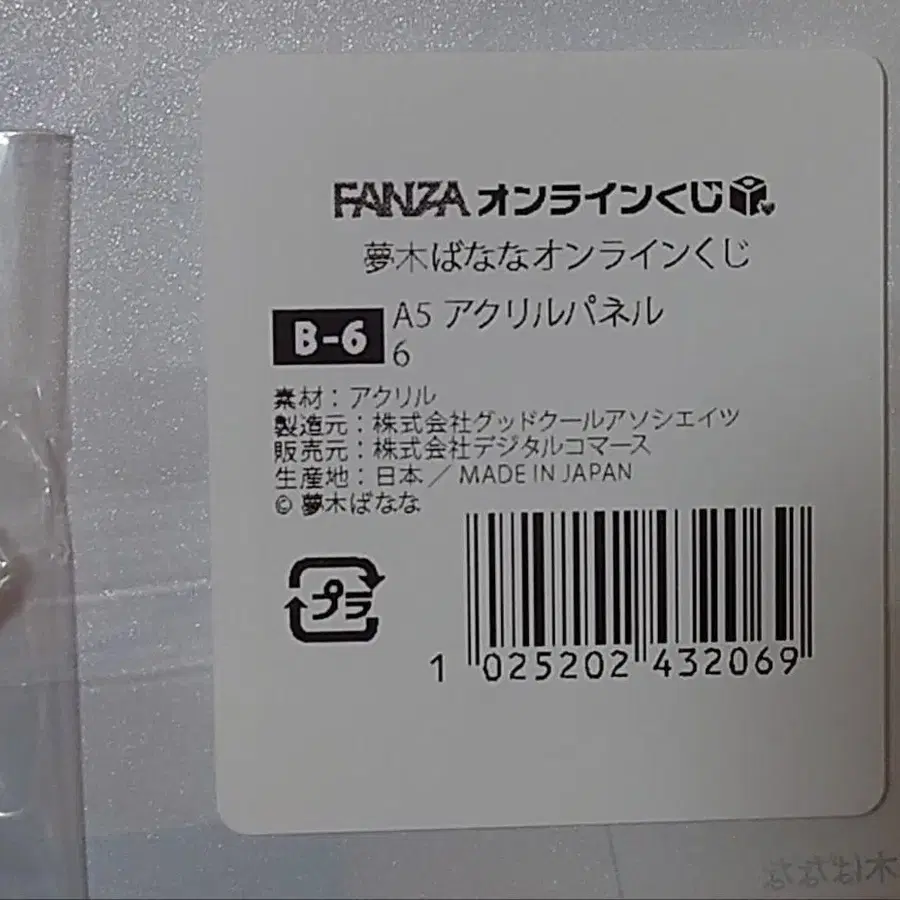 FANZA オンラインくじ
夢木ばななオンラインくじ
B-6
A5 アクリルパネル
6
素材：アクリル
製造元：株式会社グッドクールアソシエイツ
販売元：株式会社デジタルコマース
生産地：日本／MADE IN JAPAN
© 夢木ばなな
プラ
1 025202 432069